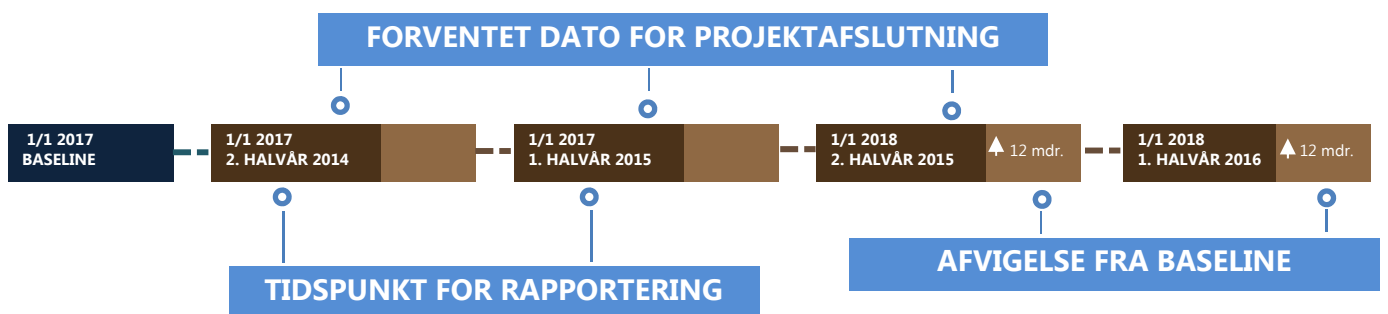 FORVENTET DATO FOR PROJEKTAFSLUTNING
1/1 2017
BASELINE
1/1 2017
2. HALVÅR 2014
1/1 2017
1. HALVÅR 2015
1/1 2018
2. HALVÅR 2015
12 mdr.
1/1 2018
1. HALVÅR 2016
12 mdr.
TIDSPUNKT FOR RAPPORTERING
AFVIGELSE FRA BASELINE